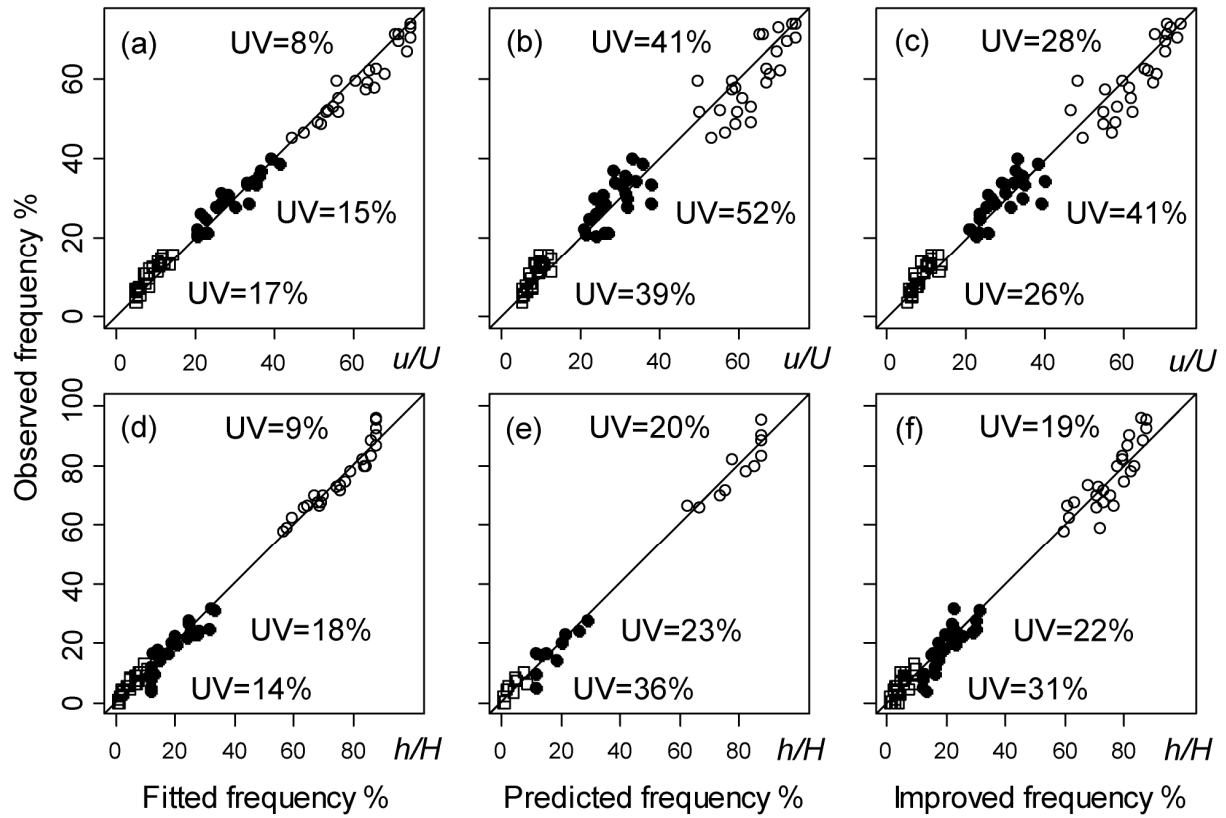 (a) UV=8% (b) UV=41% (c) UV=28%
60
40
20
0
UV=15% UV=52% UV=41%
UV=17% UV=39% UV=26%
0 20 40 60 u/U 0 20 40 60 u/U 0 20 40 60 u/U
Observed frequency %
100
80
60
40
20
0
(d) UV=9% (e) UV=20% (f) UV=19%
UV=18% UV=23% UV=22%
UV=14% UV=36% UV=31%
0 20 40 60 80 h/H 0 20 40 60 80 h/H 0 20 40 60 80 h/H
Fitted frequency % Predicted frequency % Improved frequency %